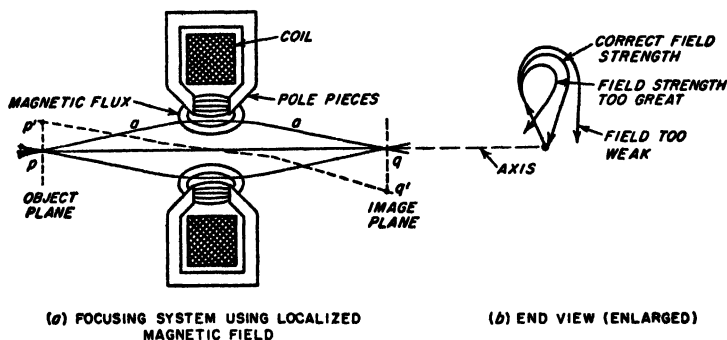 COIL
MAGNETIC FLUX
POLE PIECES
p'
a
a
p
q
q'
OBJECT
PLANE
IMAGE
PLANE
AXIS
CORRECT FIELD
STRENGTH
FIELD STRENGTH
TOO GREAT
FIELD TOO
WEAK
(a) FOCUSING SYSTEM USING LOCALIZED
MAGNETIC FIELD
(b) END VIEW (ENLARGED)